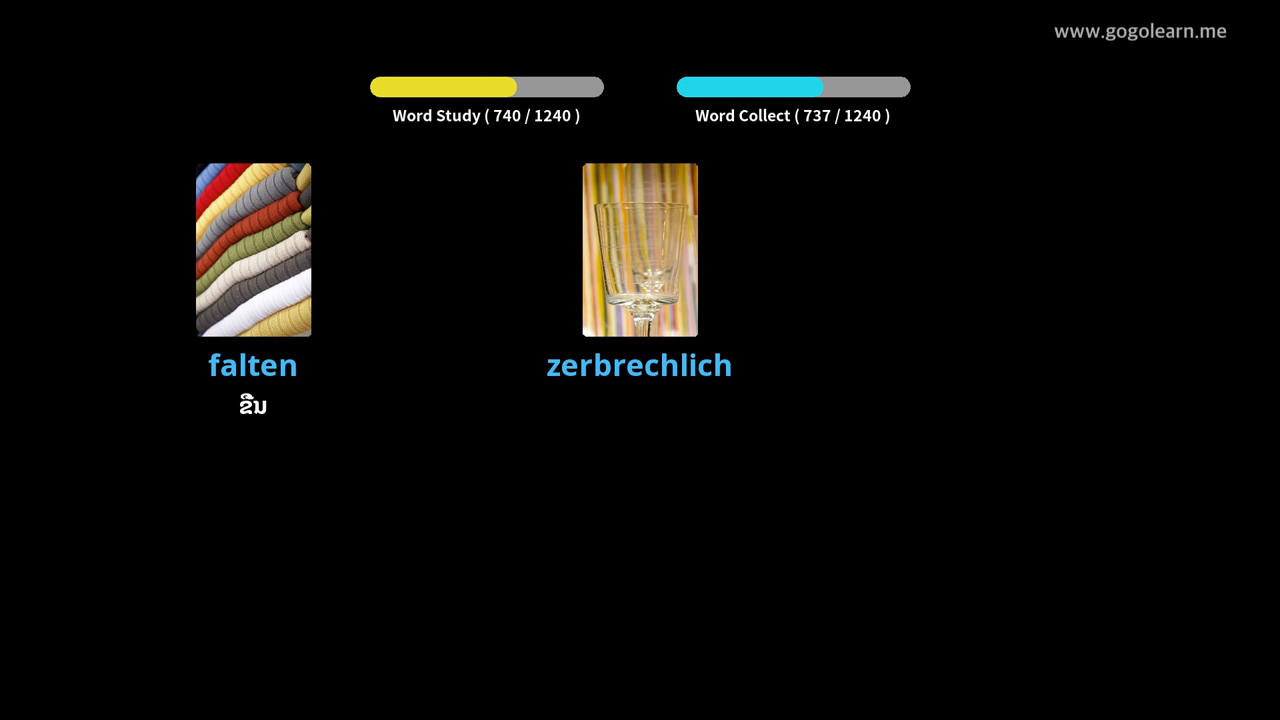 www.gogolearn.me
Word Study ( 740 / 1240 )
Word Collect ( 737 / 1240 )
falten
zerbrechlich
ຂຶ້ນ